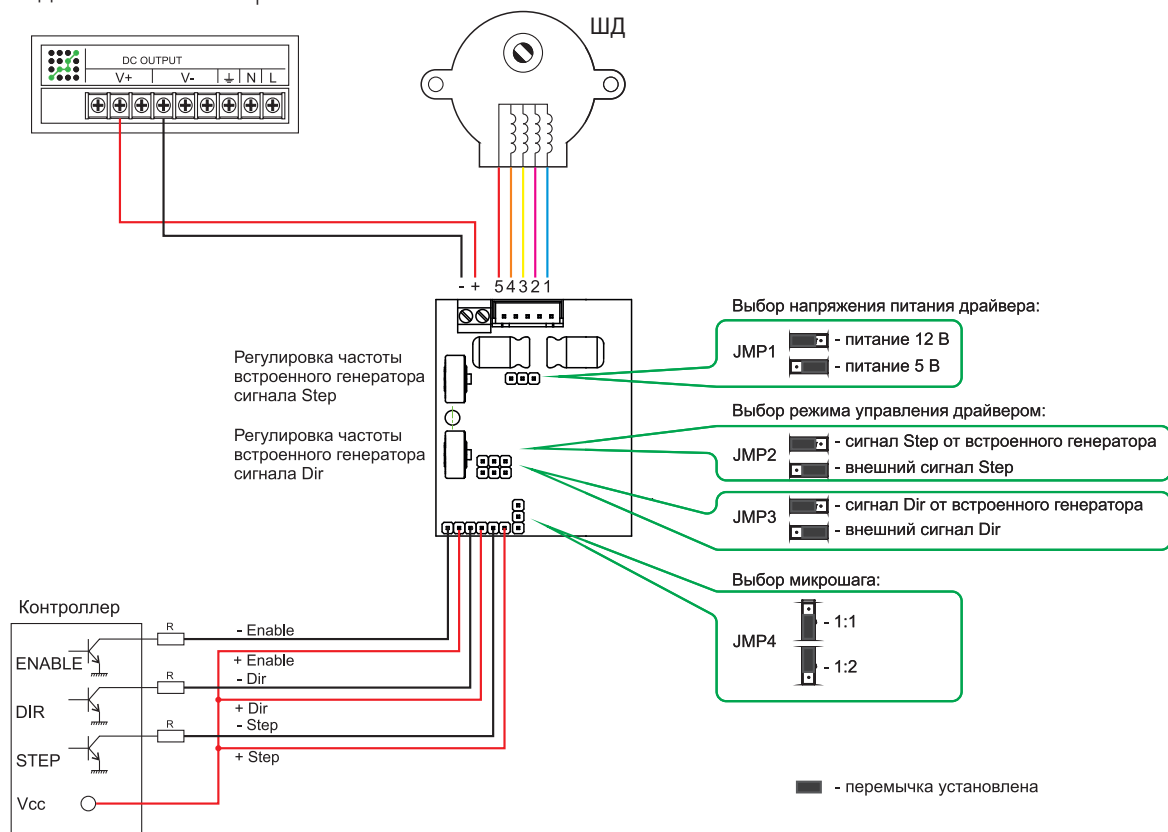 ШД
DC OUTPUT
V+ V- N L
- + 5 4 3 2 1
Регулировка частоты
встроенного генератора
сигнала Step
Регулировка частоты
встроенного генератора
сигнала Dir
Выбор напряжения питания драйвера:
JMP1
- питание 12 В
- питание 5 В
Выбор режима управления драйвером:
JMP2
- сигнал Step от встроенного генератора
- внешний сигнал Step
JMP3
- сигнал Dir от встроенного генератора
- внешний сигнал Dir
Выбор микрошага:
JMP4
- 1:1
- 1:2
Контроллер
ENABLE
R
- Enable
+ Enable
DIR
R
- Dir
+ Dir
STEP
R
- Step
+ Step
Vcc
- перемычка установлена